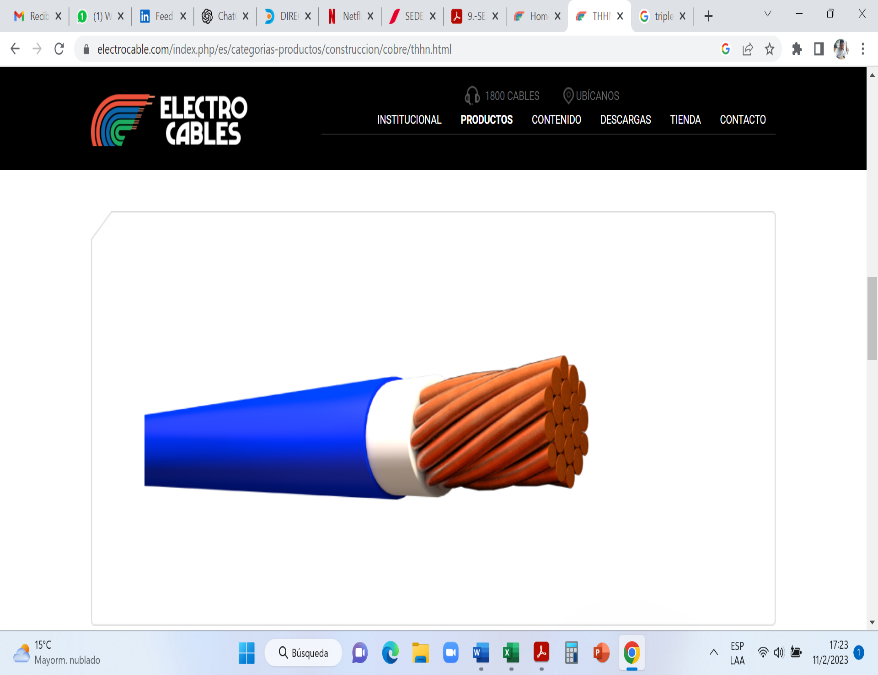 Recib
(1) W
Feed
Chat
DIRE
Netfl
SEDE
9.-SE
Hom
THHI
triple
electrocable.com/index.php/es/categorias-productos/construccion/cobre/thhn.html
1800 CABLES UBÍCANOS
ELECTRO
CABLES
INSTITUCIONAL PRODUCTOS CONTENIDO DESCARGAS TIENDA CONTACTO
15°C
Mayorm. nublado
Búsqueda
ESP
LAA
17:23
11/2/2023
1